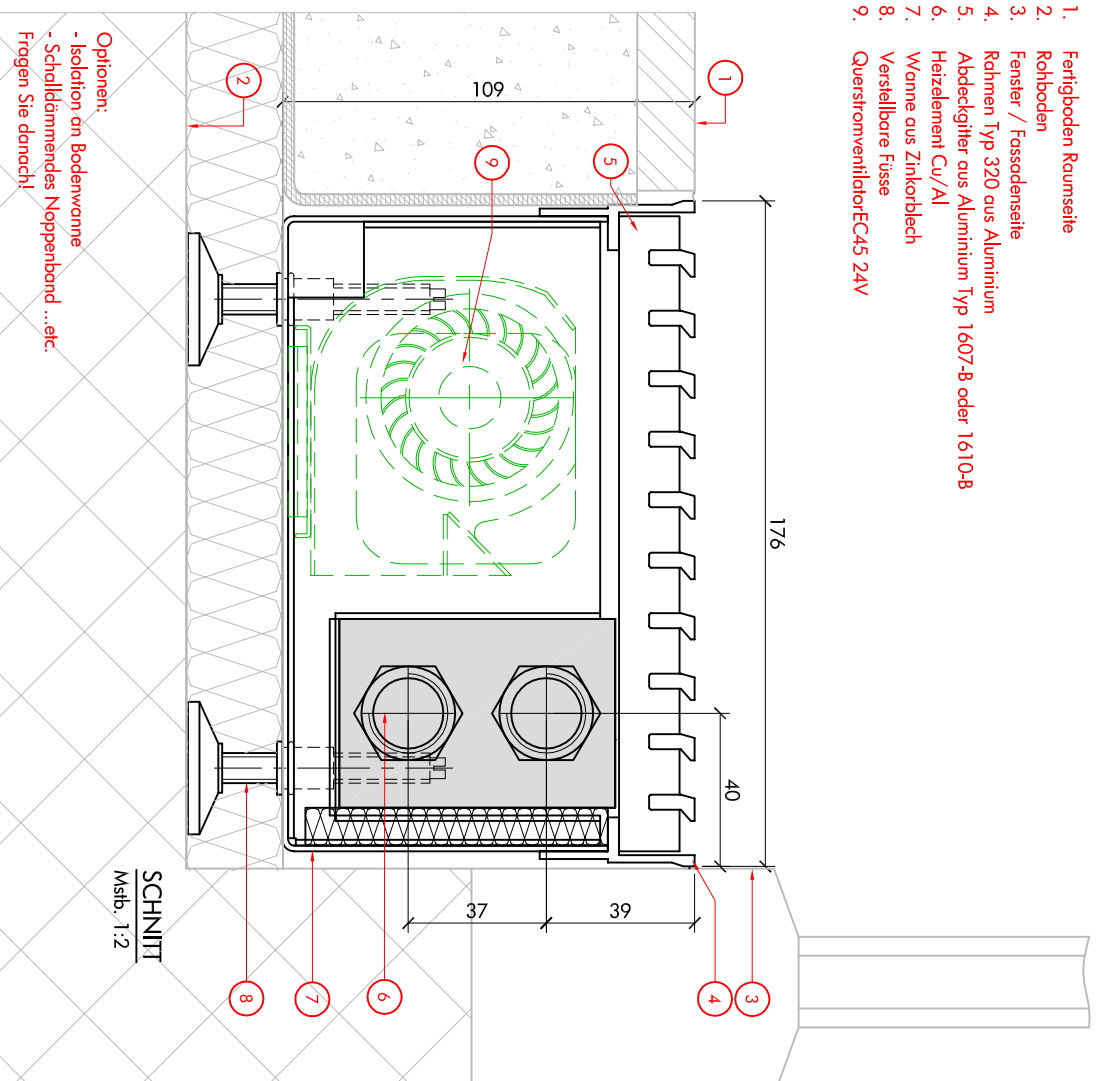 1. Fertigboden Raumseite
2. Rohboden
3. Fenster / Fassadenseite
4. Rahmen Typ 320 aus Aluminium
5. Abdeckgitter aus Aluminium Typ 1607-B oder 1610-B
6. Heizelement Cu/Al
7. Wanne aus Zinkorblech
8. Verstellbare Füsse
9. QuerstromventilatorEC45 24V
176
40
1
3
4
5
109
39
37
9
6
7
2
8
Optionen:
- Isolation an Bodenwanne
- Schalldämmendes Noppenband ...etc.
Fragen Sie danach!
SCHNITT
Mstb. 1:2